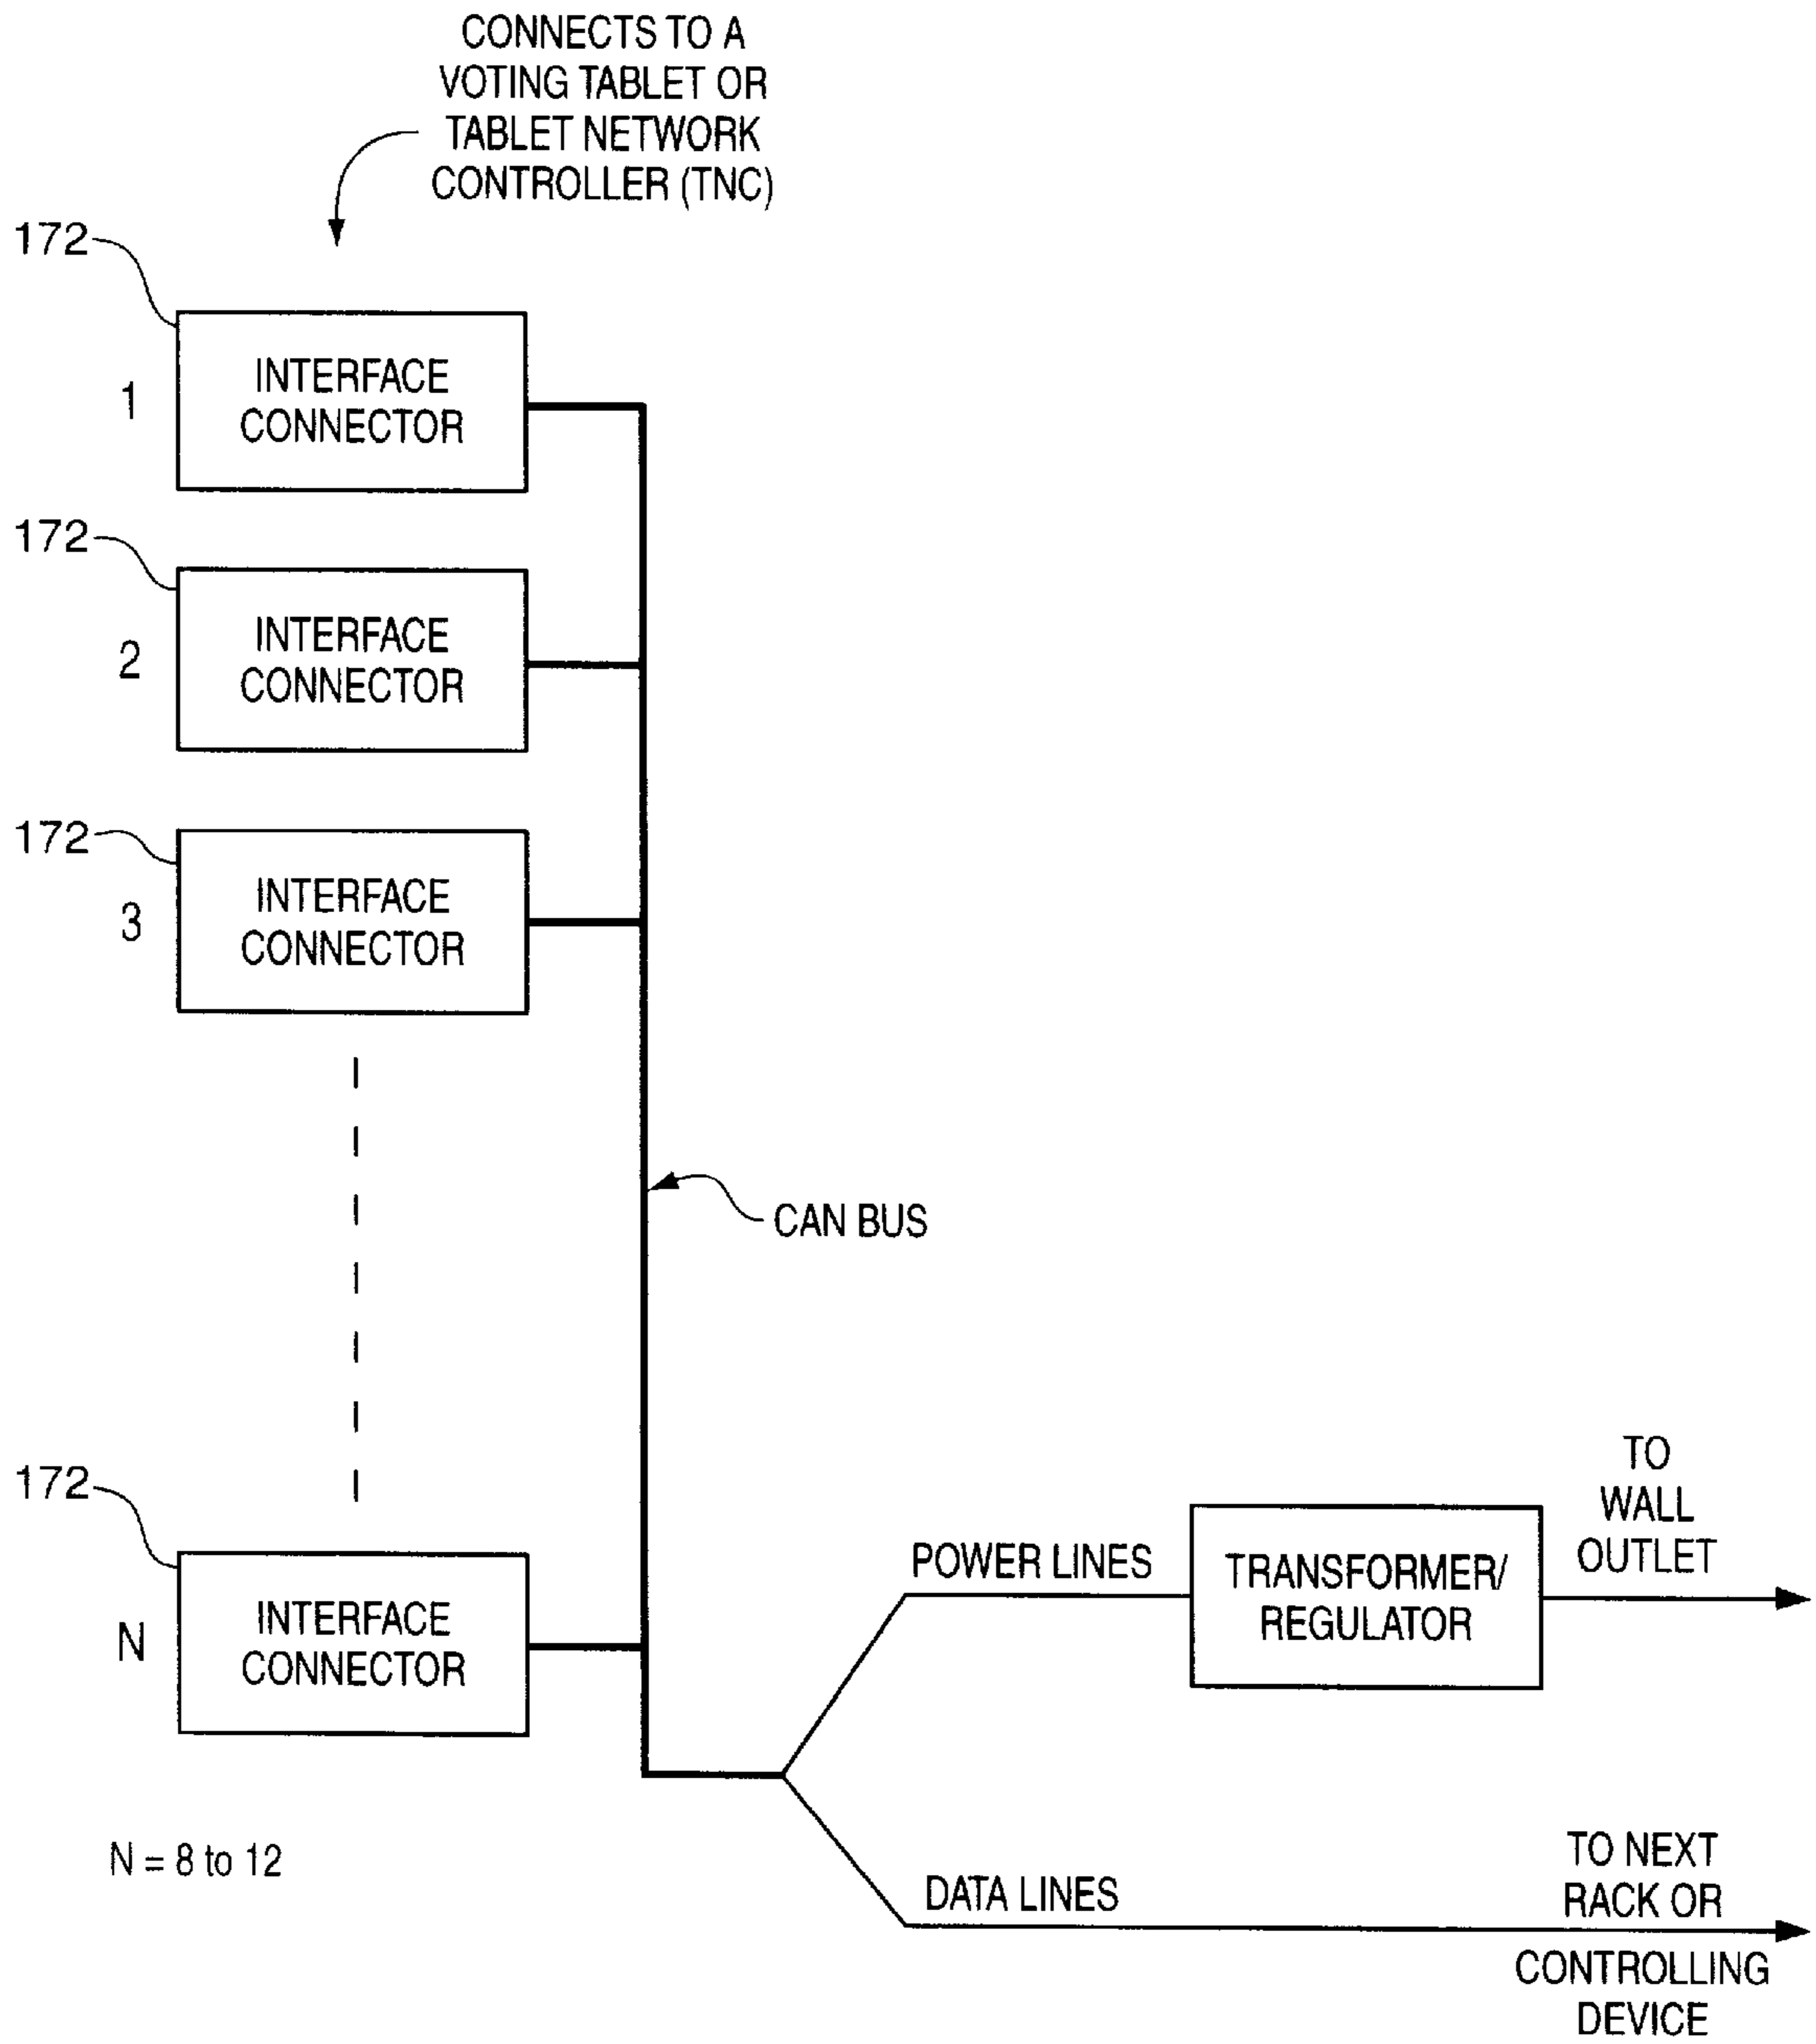 CONNECTS TO A
VOTING TABLET OR
TABLET NETWORK
CONTROLLER (TNC)
172
1
INTERFACE
CONNECTOR
172
2
INTERFACE
CONNECTOR
172
3
INTERFACE
CONNECTOR
CAN BUS
172
N
INTERFACE
CONNECTOR
POWER LINES
TRANSFORMER/
REGULATOR
TO
WALL
OUTLET
N = 8 to 12
DATA LINES
TO NEXT
RACK OR
CONTROLLING
DEVICE